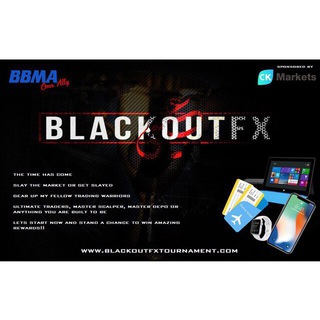 BBMA
Oma Ally
SPONSORED BY
CK Markets
BLACKOUTFX
THE TIME HAS COME
SLAY THE MARKET OR GET SLAYED
GEAR UP MY FELLOW TRADING WARRIORS
ULTIMATE TRADERS, MASTER SCALPER, MASTER DEPO OR
ANYTHING YOU ARE BUILT TO BE
LETS START NOW AND STAND A CHANCE TO WIN AMAZING
REWARDS!!
WWW.BLACKOUTFXTOURNAMENT.COM